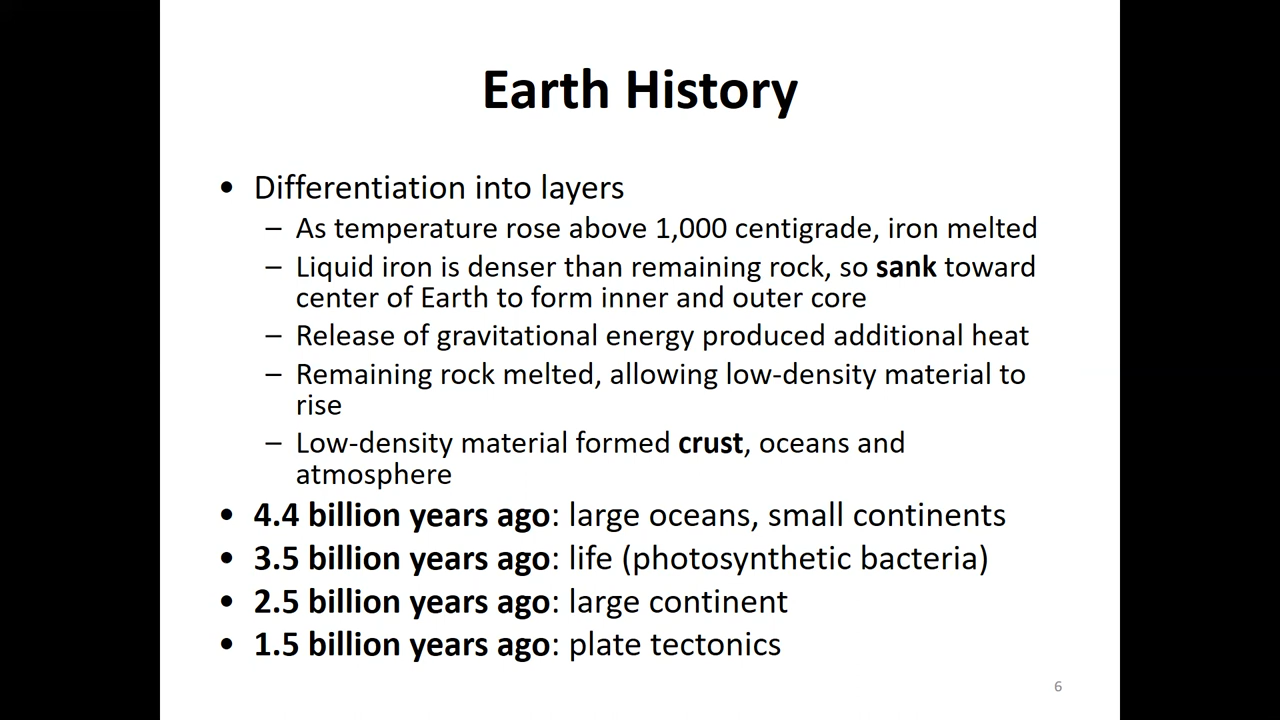 Earth History
• Differentiation into layers
– As temperature rose above 1,000 centigrade, iron melted
– Liquid iron is denser than remaining rock, so sank toward
center of Earth to form inner and outer core
– Release of gravitational energy produced additional heat
– Remaining rock melted, allowing low-density material to
rise
– Low-density material formed crust, oceans and
atmosphere
• 4.4 billion years ago: large oceans, small continents
• 3.5 billion years ago: life (photosynthetic bacteria)
• 2.5 billion years ago: large continent
• 1.5 billion years ago: plate tectonics
6